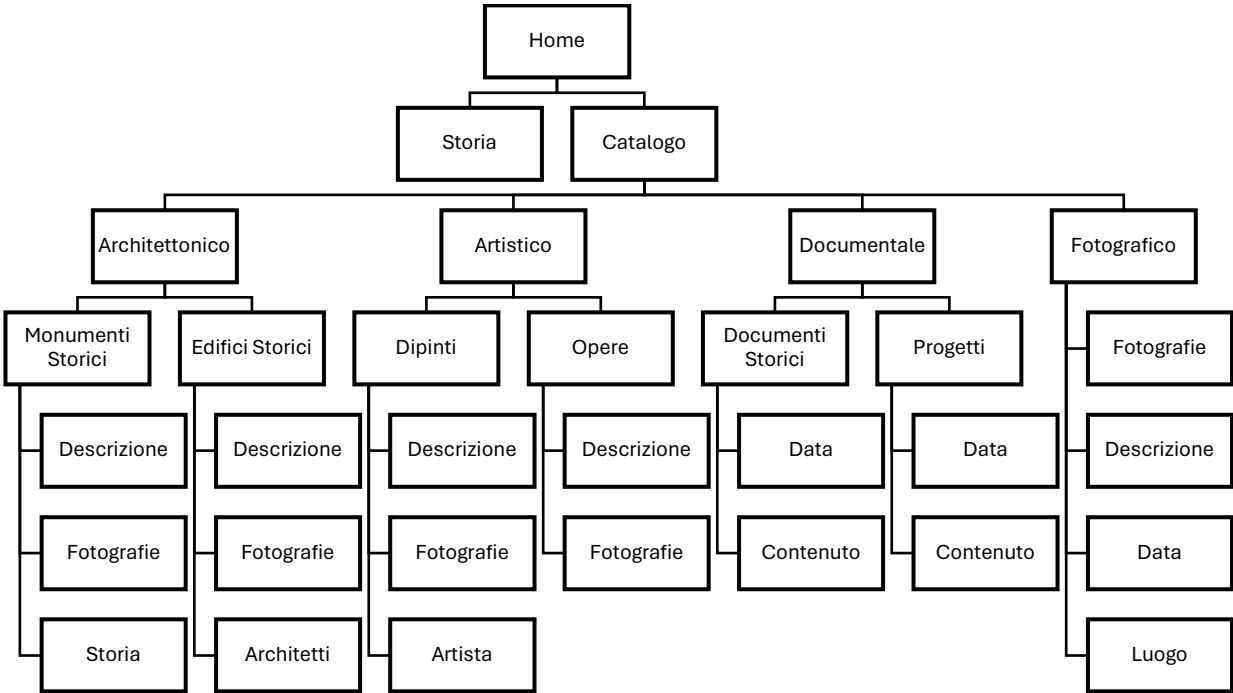 Home
Storia
Catalogo
Architettonico
Artistico
Documentale
Fotografico
Monumenti
Storici
Edifici Storici
Dipinti
Opere
Documenti
Storici
Progetti
Fotografie
Descrizione
Descrizione
Descrizione
Descrizione
Data
Data
Descrizione
Fotografie
Fotografie
Fotografie
Fotografie
Contenuto
Contenuto
Data
Storia
Architetti
Artista
Luogo